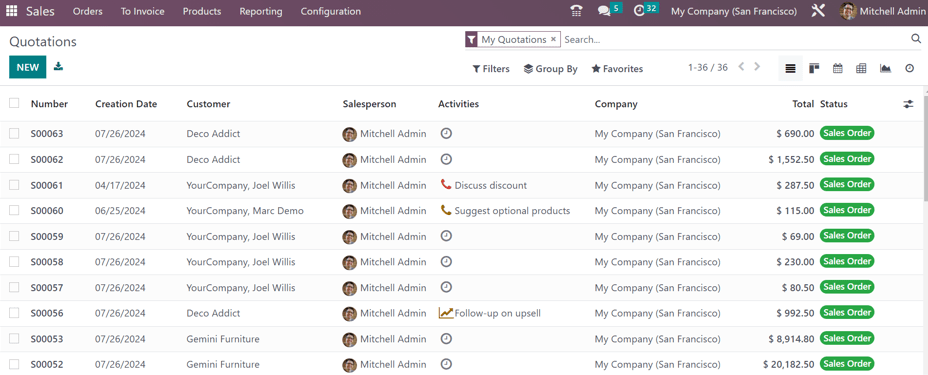 Sales Orders To Invoice Products Reporting Configuration 5 32 My Company (San Francisco) Mitchell Admin
Quotations My Quotations × Search...
NEW Filters Group By Favorites 1-36 / 36
Number Creation Date Customer Salesperson Activities Company Total Status
S00063 07/26/2024 Deco Addict Mitchell Admin My Company (San Francisco) $ 690.00 Sales Order
S00062 07/26/2024 Deco Addict Mitchell Admin My Company (San Francisco) $ 1,552.50 Sales Order
S00061 04/17/2024 YourCompany, Joel Willis Mitchell Admin Discuss discount My Company (San Francisco) $ 287.50 Sales Order
S00060 06/25/2024 YourCompany, Marc Demo Mitchell Admin Suggest optional products My Company (San Francisco) $ 115.00 Sales Order
S00059 07/26/2024 YourCompany, Joel Willis Mitchell Admin My Company (San Francisco) $ 69.00 Sales Order
S00058 07/26/2024 YourCompany, Joel Willis Mitchell Admin My Company (San Francisco) $ 230.00 Sales Order
S00057 07/26/2024 YourCompany, Joel Willis Mitchell Admin My Company (San Francisco) $ 80.50 Sales Order
S00056 07/26/2024 Deco Addict Mitchell Admin Follow-up on upsell My Company (San Francisco) $ 992.50 Sales Order
S00053 07/26/2024 Gemini Furniture Mitchell Admin My Company (San Francisco) $ 8,914.80 Sales Order
S00052 07/26/2024 Gemini Furniture Mitchell Admin My Company (San Francisco) $ 20,182.50 Sales Order